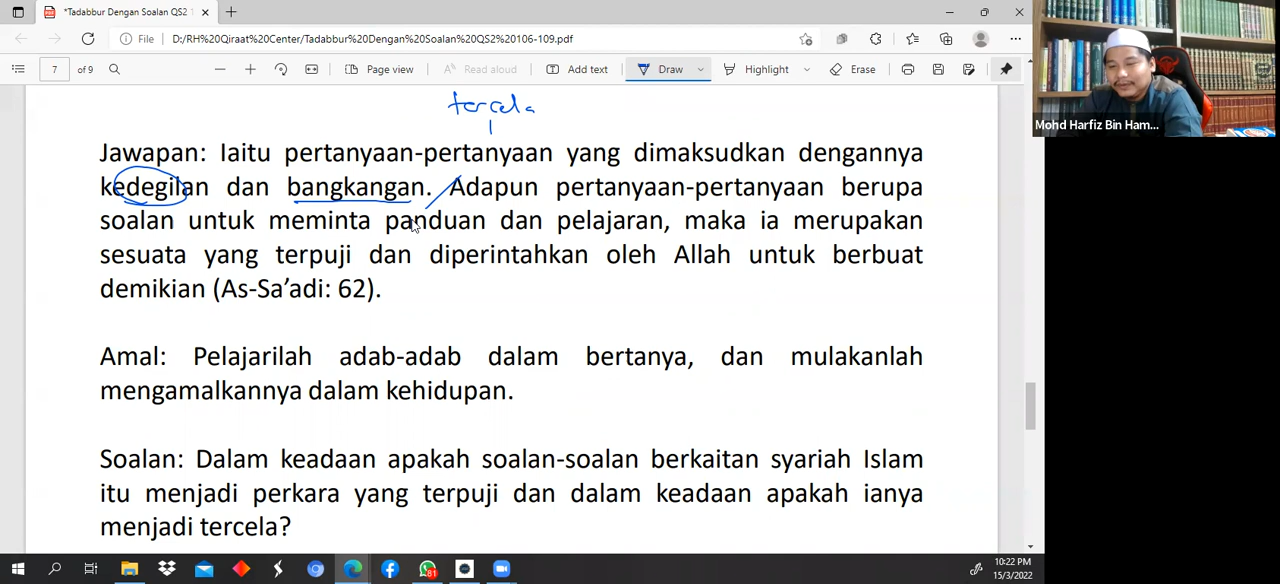 *Tadabbur Dengan Soalan QS2 1
File
D:/RH%20Qiraat%20Center/Tadabbur%20Dengan%20Soalan%20QS2%20106-109.pdf
7 of 9
Page view
Read aloud
Add text
Draw
Highlight
Erase
Mohd Harfiz Bin Ham...
tercela
Jawapan: Iaitu pertanyaan-pertanyaan yang dimaksudkan dengannya
kedegilan dan bangkangan. Adapun pertanyaan-pertanyaan berupa
soalan untuk meminta panduan dan pelajaran, maka ia merupakan
sesuata yang terpuji dan diperintahkan oleh Allah untuk berbuat
demikian (As-Sa’adi: 62).
Amal: Pelajarilah adab-adab dalam bertanya, dan mulakanlah
mengamalkannya dalam kehidupan.
Soalan: Dalam keadaan apakah soalan-soalan berkaitan syariah Islam
itu menjadi perkara yang terpuji dan dalam keadaan apakah ianya
menjadi tercela?
81
10:22 PM
15/3/2022